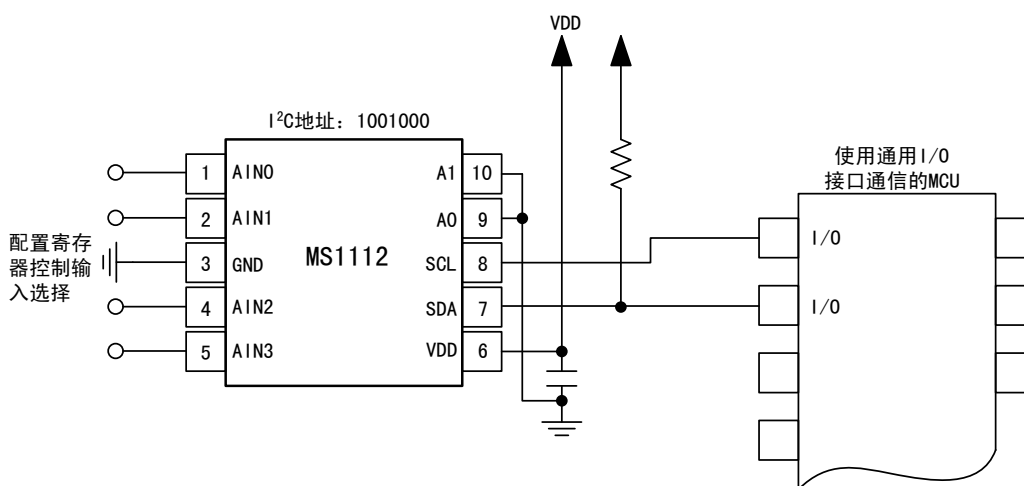 VDD
I²C地址：1001000
配置寄存
器控制输
入选择
1 AIN0
2 AIN1
3 GND
4 AIN2
5 AIN3
MS1112
A1 10
A0 9
SCL 8
SDA 7
VDD 6
使用通用I/O
接口通信的MCU
I/O
I/O